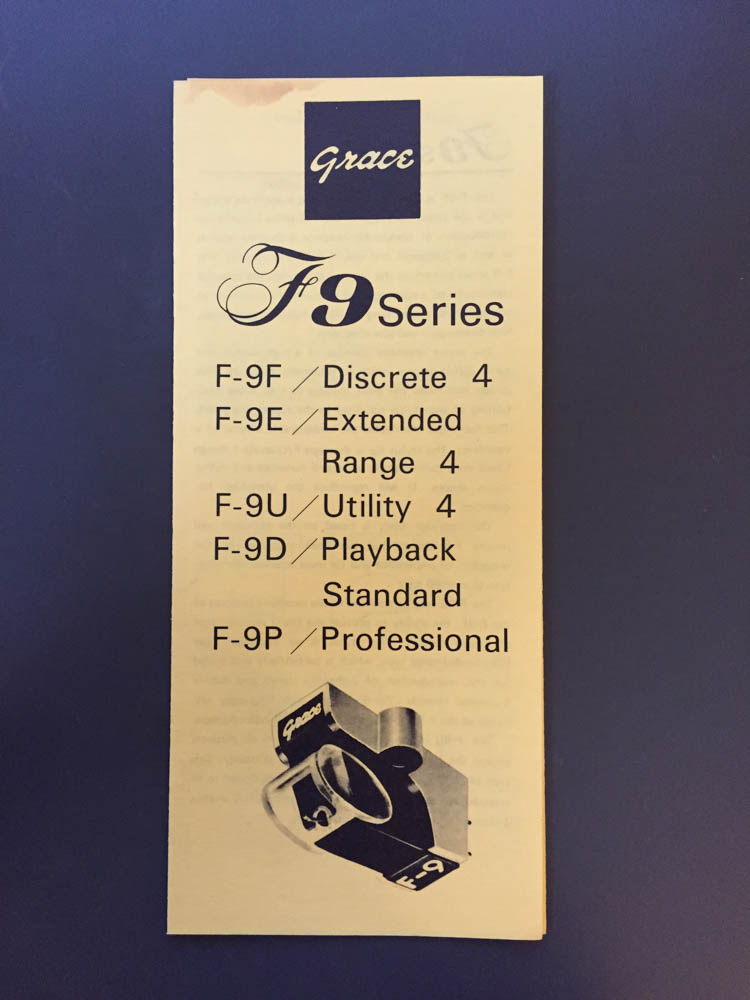 Grace
F9 Series
F-9F／Discrete 4
F-9E／Extended
Range 4
F-9U／Utility 4
F-9D／Playback
Standard
F-9P／Professional
Grace
F-9